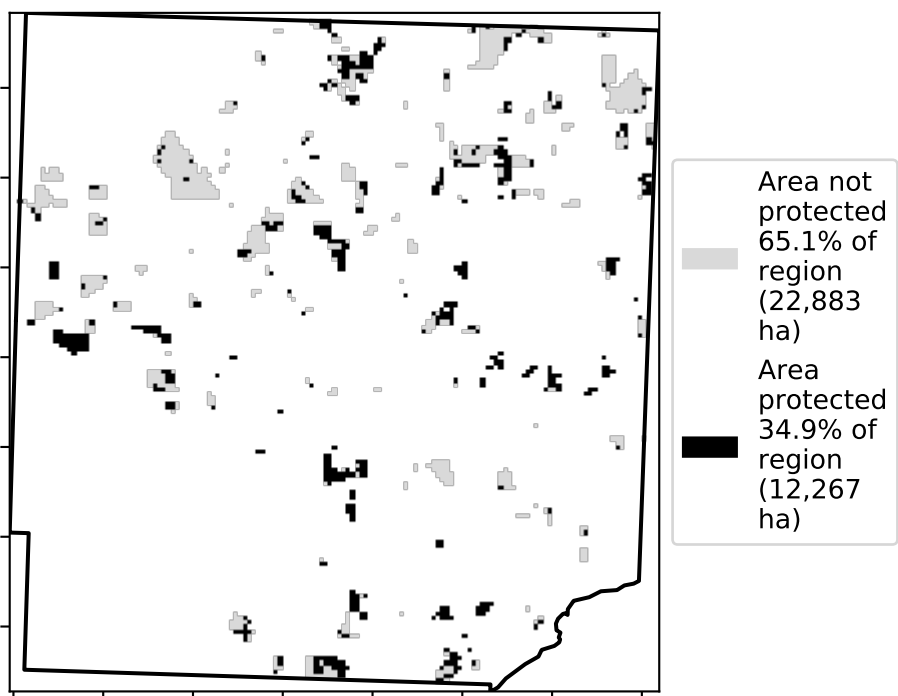 Area not
protected
65.1% of
region
(22,883
ha)
Area
protected
34.9% of
region
(12,267
ha)